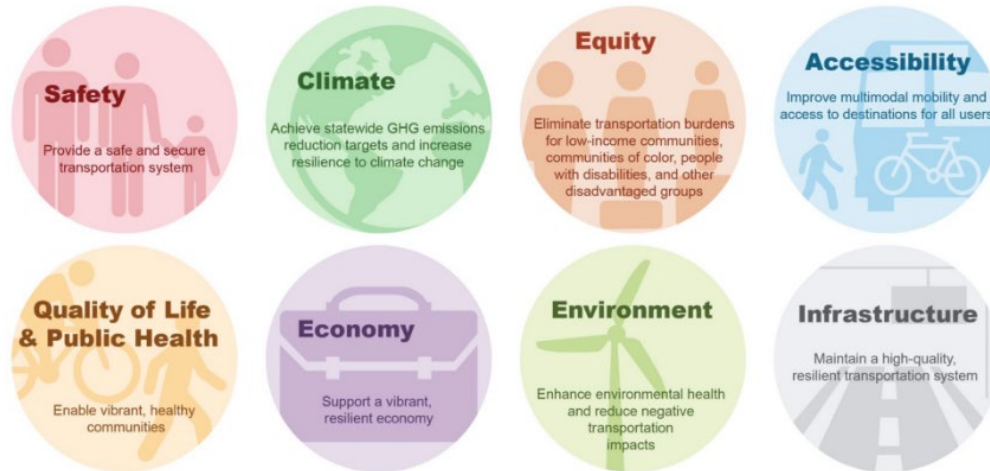 Safety
Provide a safe and secure
transportation system
Climate
Achieve statewide GHG emissions
reduction targets and increase
resilience to climate change
Equity
Eliminate transportation burdens
for low-income communities,
communities of color, people
with disabilities, and other
disadvantaged groups
Accessibility
Improve multimodal mobility and
access to destinations for all users
Quality of Life
& Public Health
Enable vibrant, healthy
communities
Economy
Support a vibrant,
resilient economy
Environment
Enhance environmental health
and reduce negative
transportation
impacts
Infrastructure
Maintain a high-quality,
resilient transportation system